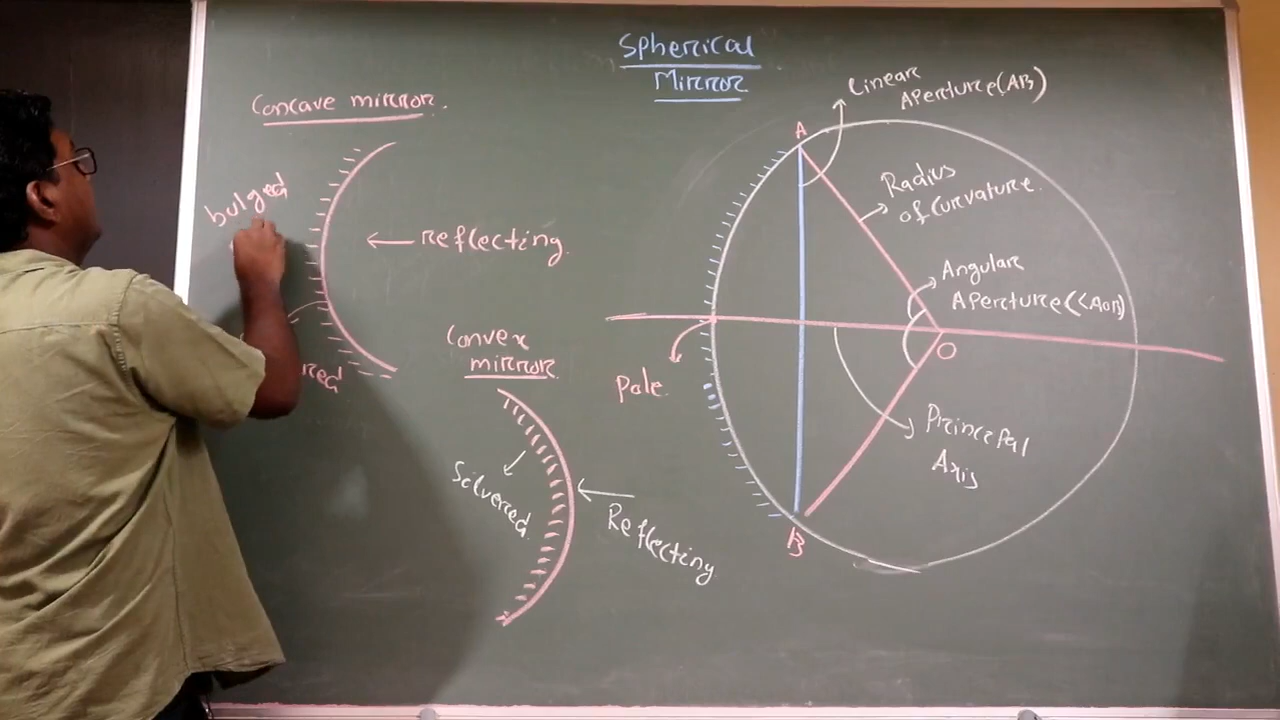 Spherical
Mirror
Concave mirror.
bulged
Reflecting.
Convex
mirror.
Silvered.
Reflecting
A
Linear
Aperture(AB)
Radius
of Curvature.
Angular
Aperture(<AOB)
O
Pole.
Principal
Axis
B